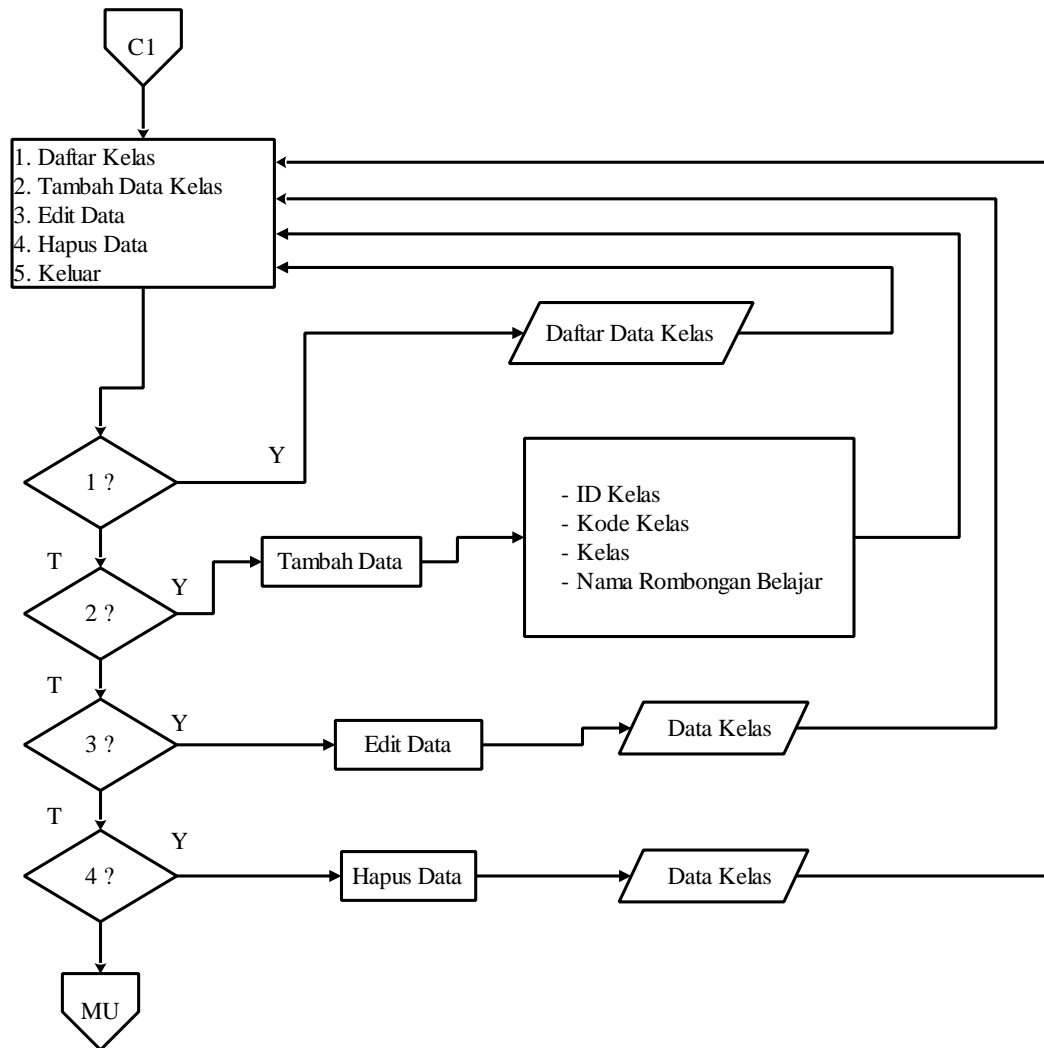 C1
1. Daftar Kelas
2. Tambah Data Kelas
3. Edit Data
4. Hapus Data
5. Keluar
Daftar Data Kelas
1 ?
Y
- ID Kelas
- Kode Kelas
- Kelas
- Nama Rombongan Belajar
T
Y
Tambah Data
2 ?
T
Y
3 ?
Edit Data
Data Kelas
T
Y
4 ?
Hapus Data
Data Kelas
MU